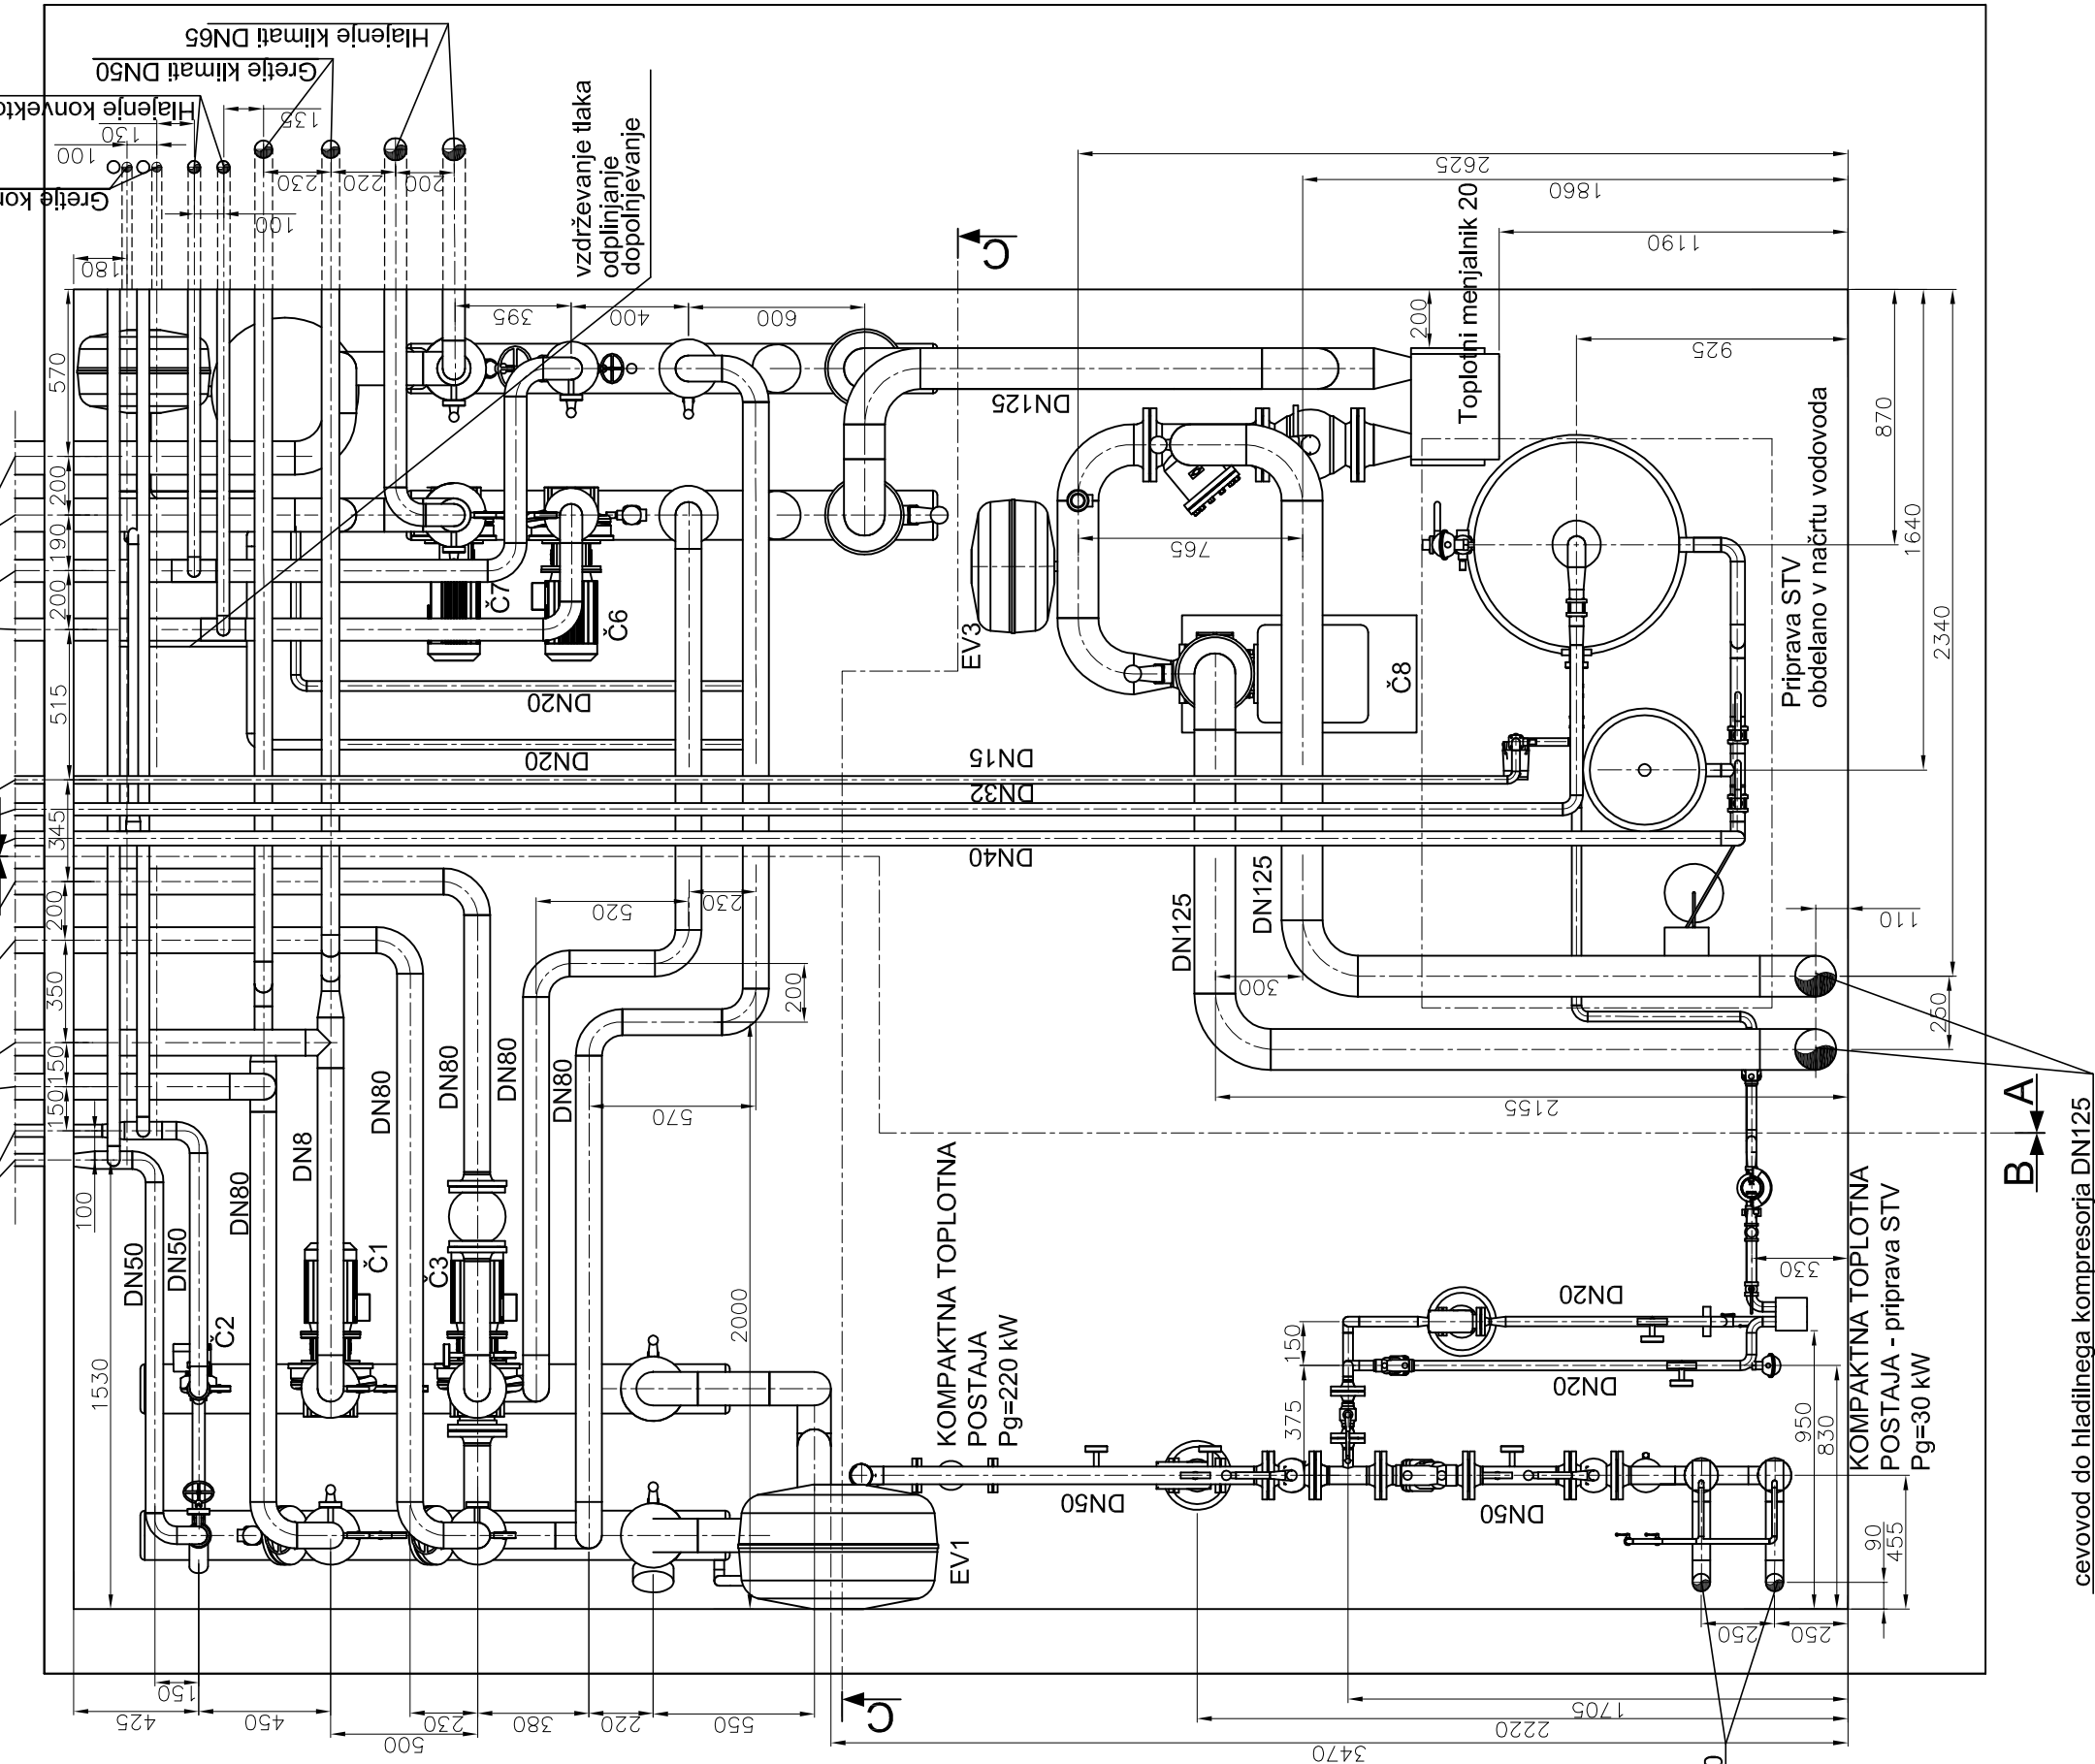 Hlajenje klimati DN65
Gretje klimati DN50
Hlajenje konvekto
Gretje kon
135
130
100
230
220
200
100
180
vzdrževanje tlaka
odplinjanje
dopolnjevanje
C
2625
1860
1190
Toplotni menjalnik 20
200
925
870
1640
2340
570
200
190
200
515
345
200
350
150
150
100
395
400
600
DN125
765
Č7
Č6
EV3
Č8
Priprava STV
obdelano v načrtu vodovoda
DN20
DN20
DN15
DN32
DN40
520
230
200
570
DN125
DN125
300
110
250
2155
A
B
cevovod do hladilnega kompresorja DN125
DN50
DN50
DN80
DN8
DN80
DN80
DN80
DN80
Č2
Č1
Č3
1530
2000
KOMPAKTNA TOPLOTNA
POSTAJA
Pg=220 kW
KOMPAKTNA TOPLOTNA
POSTAJA - priprava STV
Pg=30 kW
330
DN20
DN20
150
375
950
830
DN50
DN50
90
455
250
250
EV1
C
150
425
450
500
230
380
220
550
1705
2220
3470
0